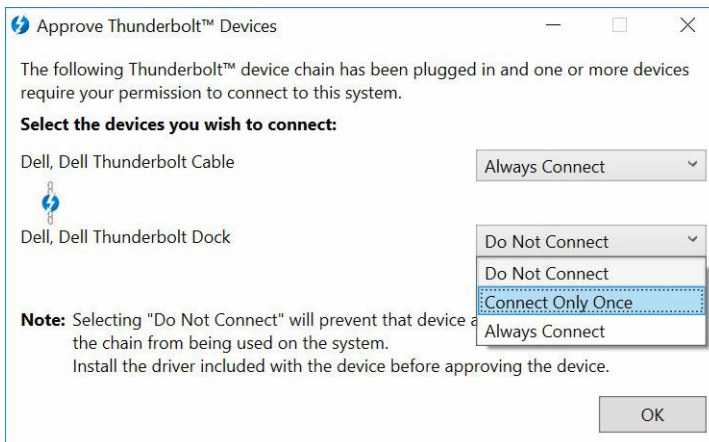 Approve Thunderbolt™ Devices
The following Thunderbolt™ device chain has been plugged in and one or more devices
require your permission to connect to this system.
Select the devices you wish to connect:
Dell, Dell Thunderbolt Cable
Always Connect
Dell, Dell Thunderbolt Dock
Do Not Connect
Do Not Connect
Connect Only Once
Always Connect
Note: Selecting "Do Not Connect" will prevent that device
the chain from being used on the system.
Install the driver included with the device before approving the device.
OK